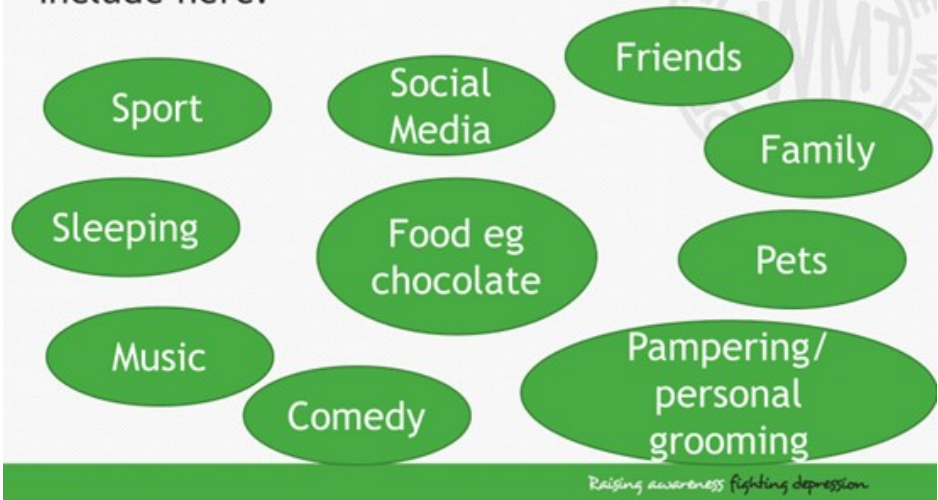 include here.
Friends
Sport
Social
Media
Family
Sleeping
Food eg
chocolate
Pets
Music
Comedy
Pampering/
personal
grooming
WMT
Raising awareness fighting depression